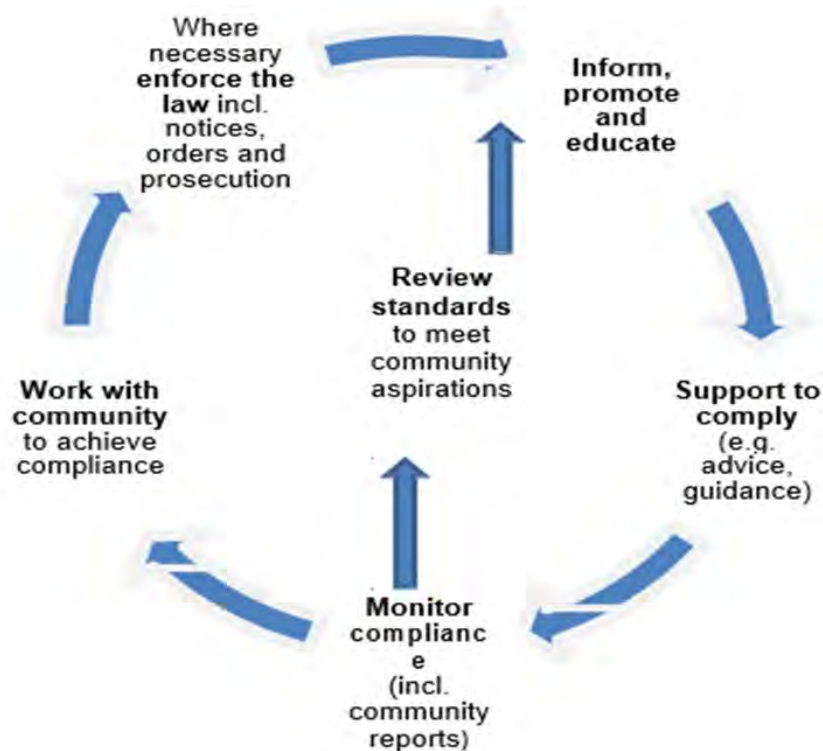 Where
necessary
enforce the
law incl.
notices,
orders and
prosecution
Inform,
promote
and
educate
Review
standards
to meet
community
aspirations
Work with
community
to achieve
compliance
Support to
comply
(e.g.
advice,
guidance)
Monitor
complianc
e
(incl.
community
reports)